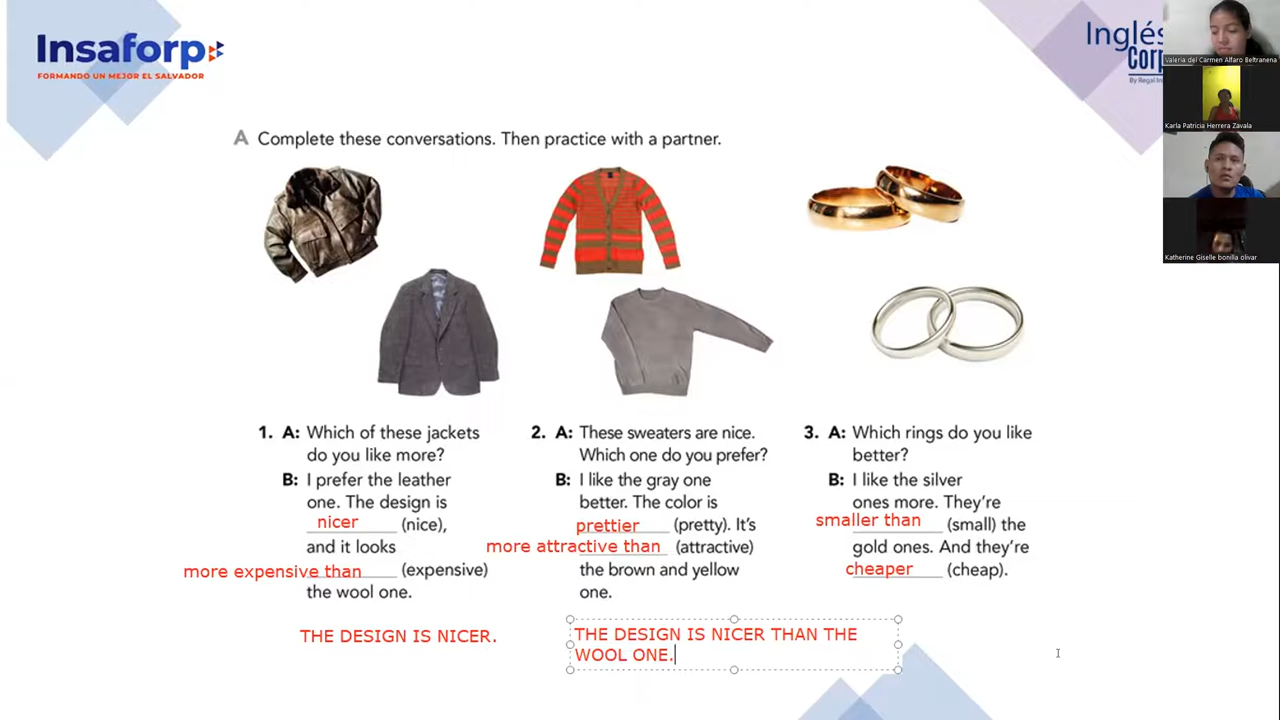 Insaforp
FORMANDO UN MEJOR EL SALVADOR
Inglés
Corp
By Regal In
Valeria del Carmen Alfaro Beltranena
Karla Patricia Herrera Zavala
Katherine Giselle bonilla olivar
A Complete these conversations. Then practice with a partner.
1. A: Which of these jackets
do you like more?
B: I prefer the leather
one. The design is
nicer (nice),
and it looks
more expensive than (expensive)
the wool one.
THE DESIGN IS NICER.
2. A: These sweaters are nice.
Which one do you prefer?
B: I like the gray one
better. The color is
prettier (pretty). It's
more attractive than (attractive)
the brown and yellow
one.
THE DESIGN IS NICER THAN THE
WOOL ONE.
3. A: Which rings do you like
better?
B: I like the silver
ones more. They're
smaller than (small) the
gold ones. And they're
cheaper (cheap).